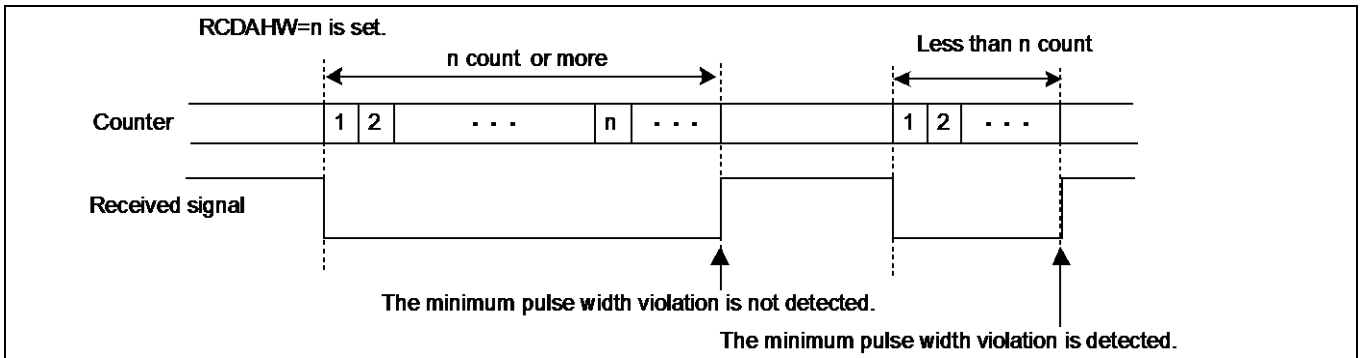 RCDAHW=n is set.
n count or more
Less than n count
Counter
1 2 · · · n · · · 1 2 · · ·
Received signal
The minimum pulse width violation is not detected.
The minimum pulse width violation is detected.